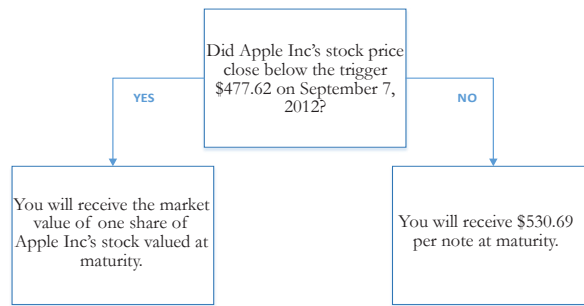 Did Apple Inc's stock price
close below the trigger
$477.62 on September 7,
2012?
YES
NO
You will receive the market
value of one share of
Apple Inc's stock valued at
maturity.
You will receive $530.69
per note at maturity.